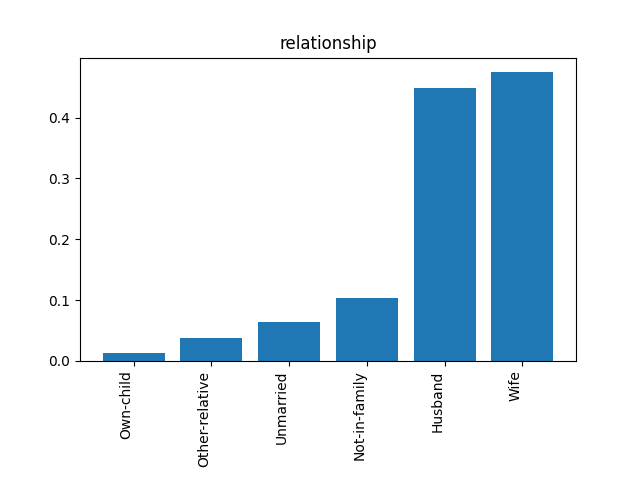 relationship
0.4
0.3
0.2
0.1
0.0
Own-child
Other-relative
Unmarried
Not-in-family
Husband
Wife